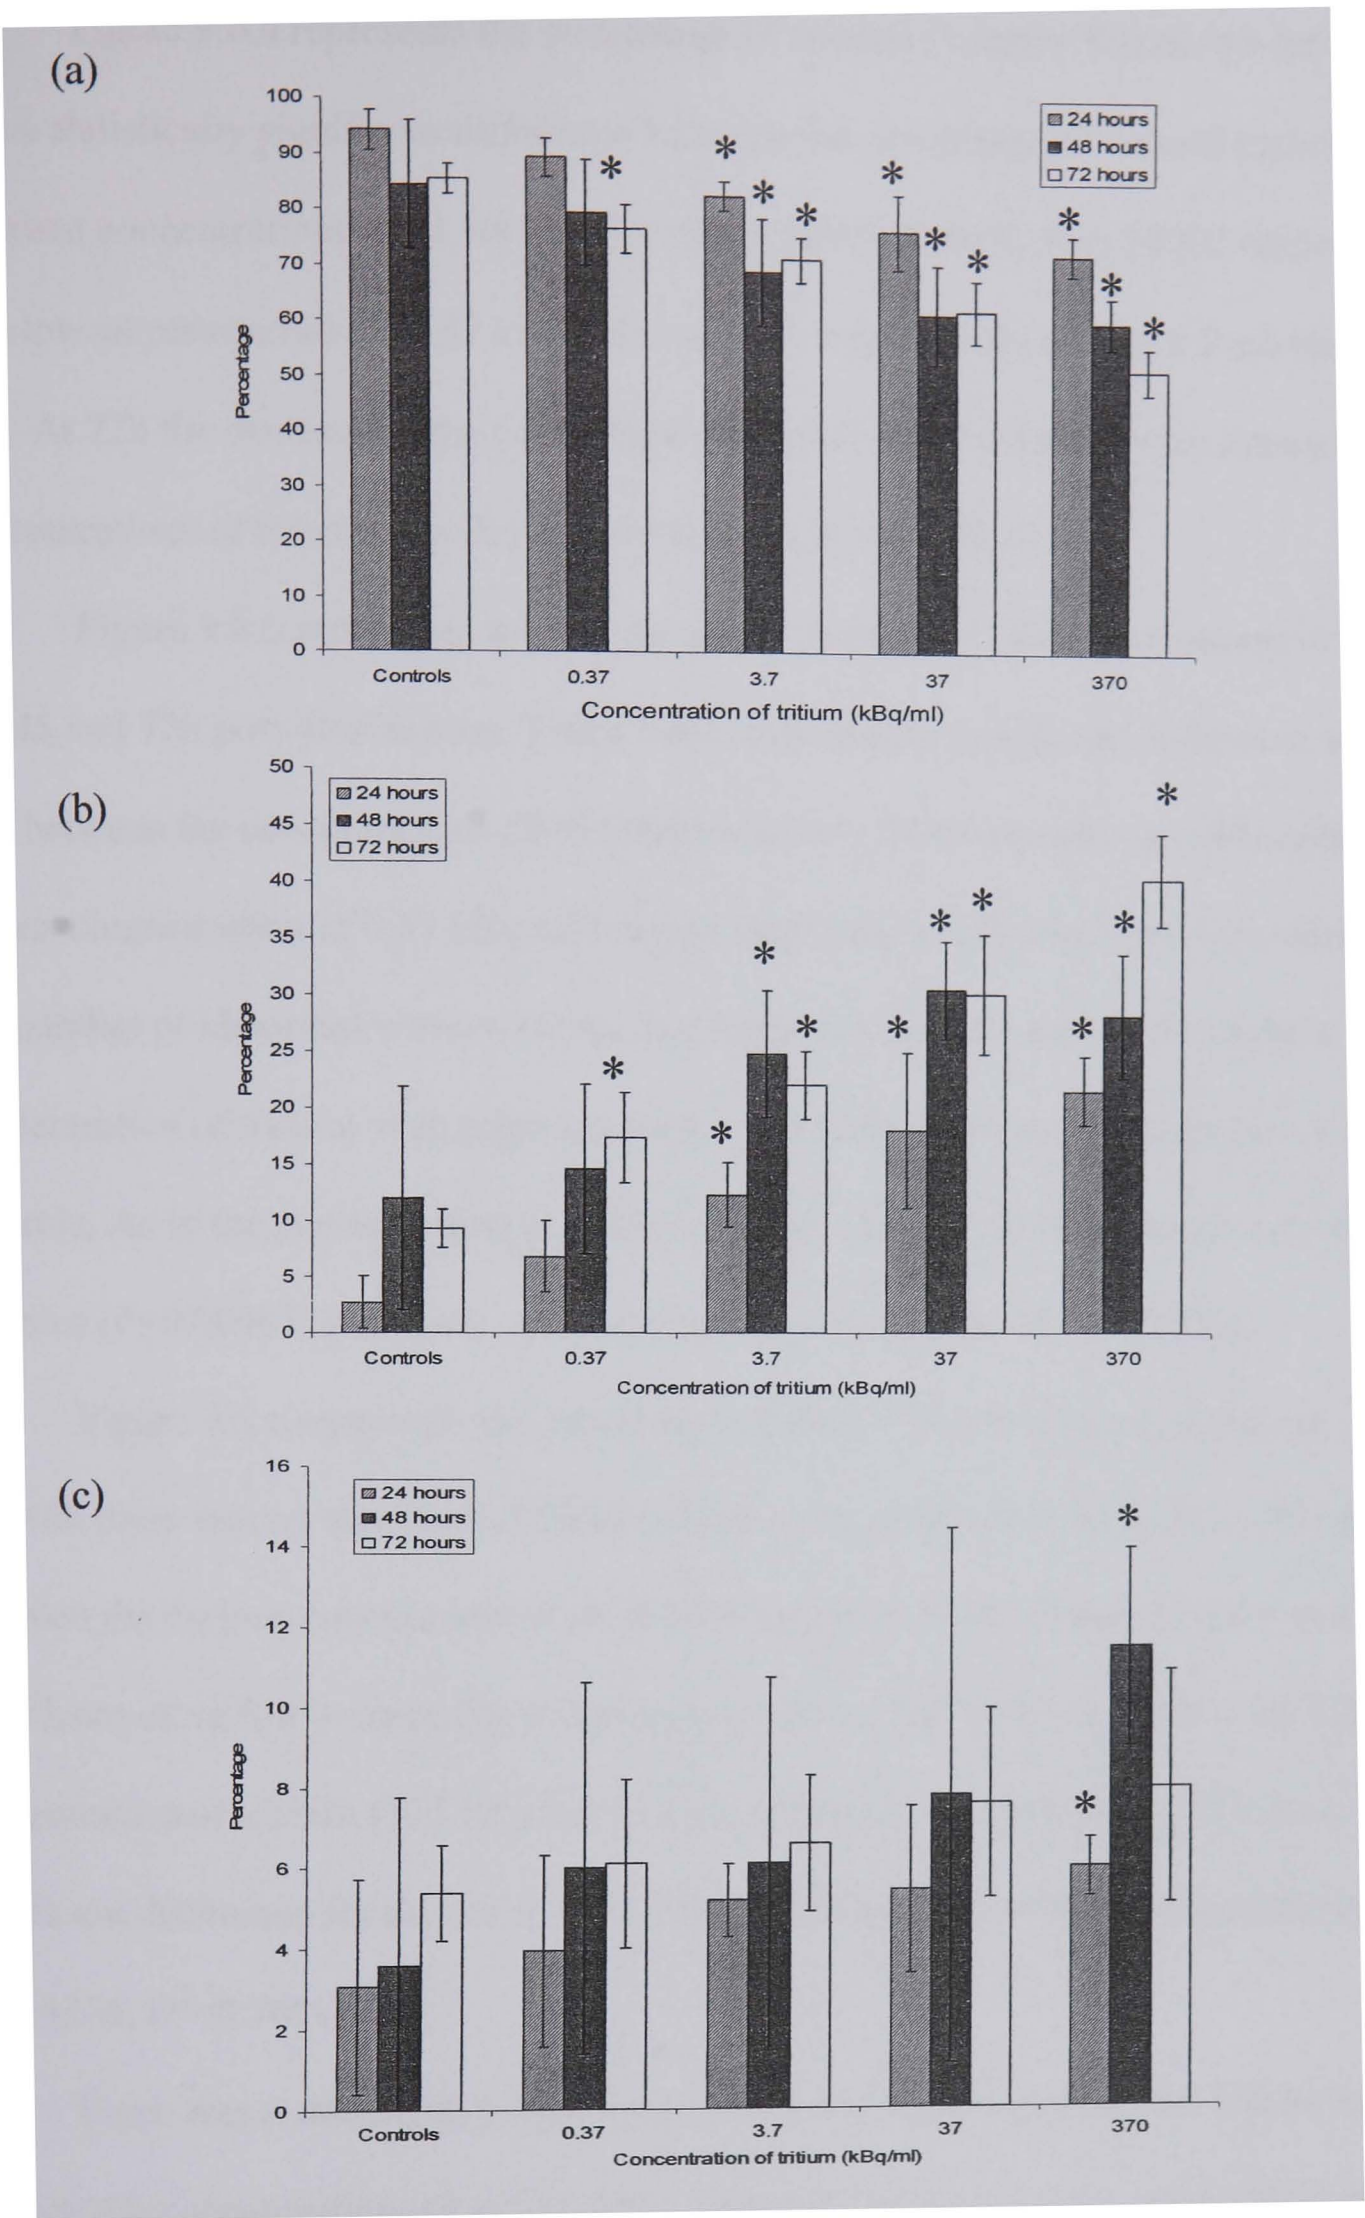 (a)
100
90
80
70
60
50
40
30
20
10
0
Percentage
24 hours
48 hours
72 hours
* * * * * * * * * *
Controls 0.37 3.7 37 370
Concentration of tritium (kBq/ml)
(b)
50
45
40
35
30
25
20
15
10
5
0
Percentage
24 hours
48 hours
72 hours
* * * * * * * * * *
Controls 0.37 3.7 37 370
Concentration of tritium (kBq/ml)
(c)
16
14
12
10
8
6
4
2
0
Percentage
24 hours
48 hours
72 hours
* *
Controls 0.37 3.7 37 370
Concentration of tritium (kBq/ml)